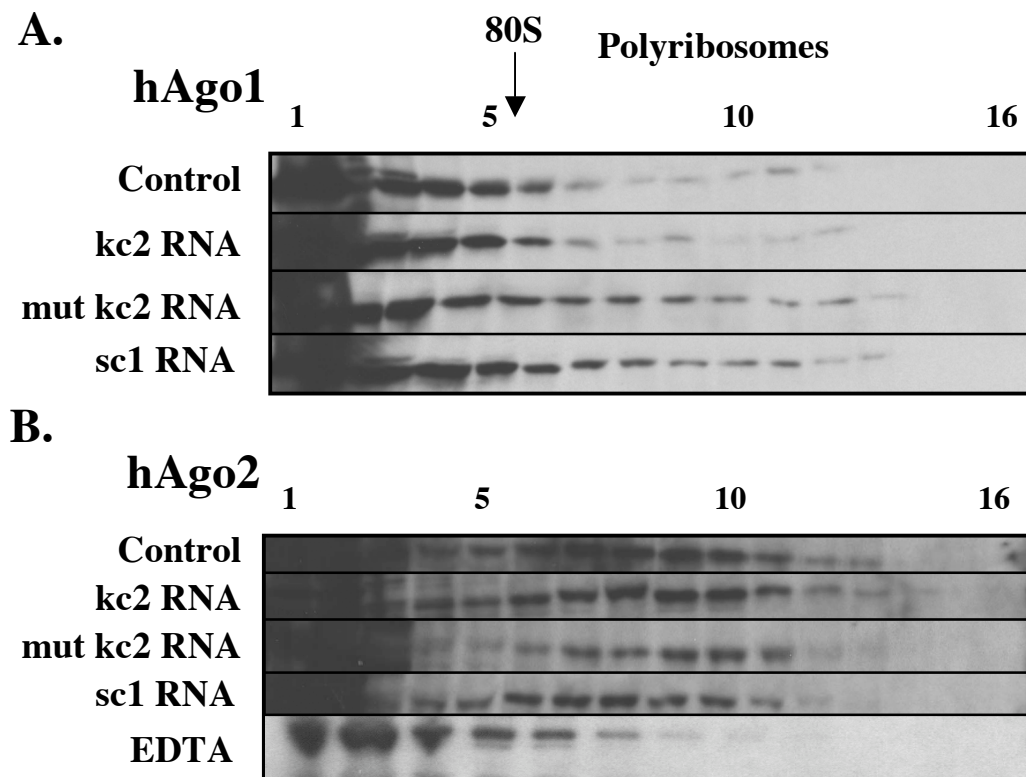 A.
80S Polyribosomes
hAgo1
1 5 10 16
Control
kc2 RNA
mut kc2 RNA
sc1 RNA
B.
hAgo2
1 5 10 16
Control
kc2 RNA
mut kc2 RNA
sc1 RNA
EDTA